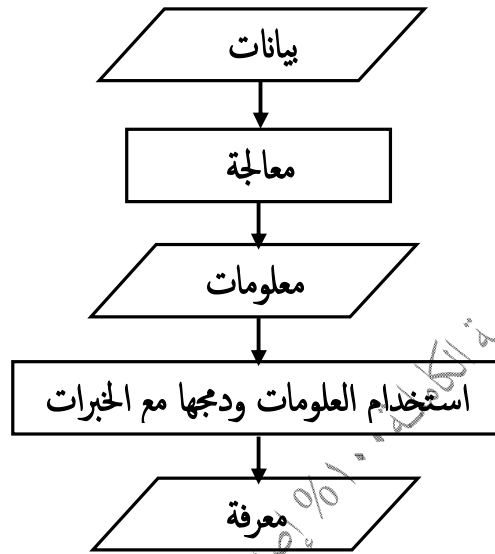 بيانات
معالجة
معلومات
استخدام العلومات ودمجها مع الخبرات
معرفة